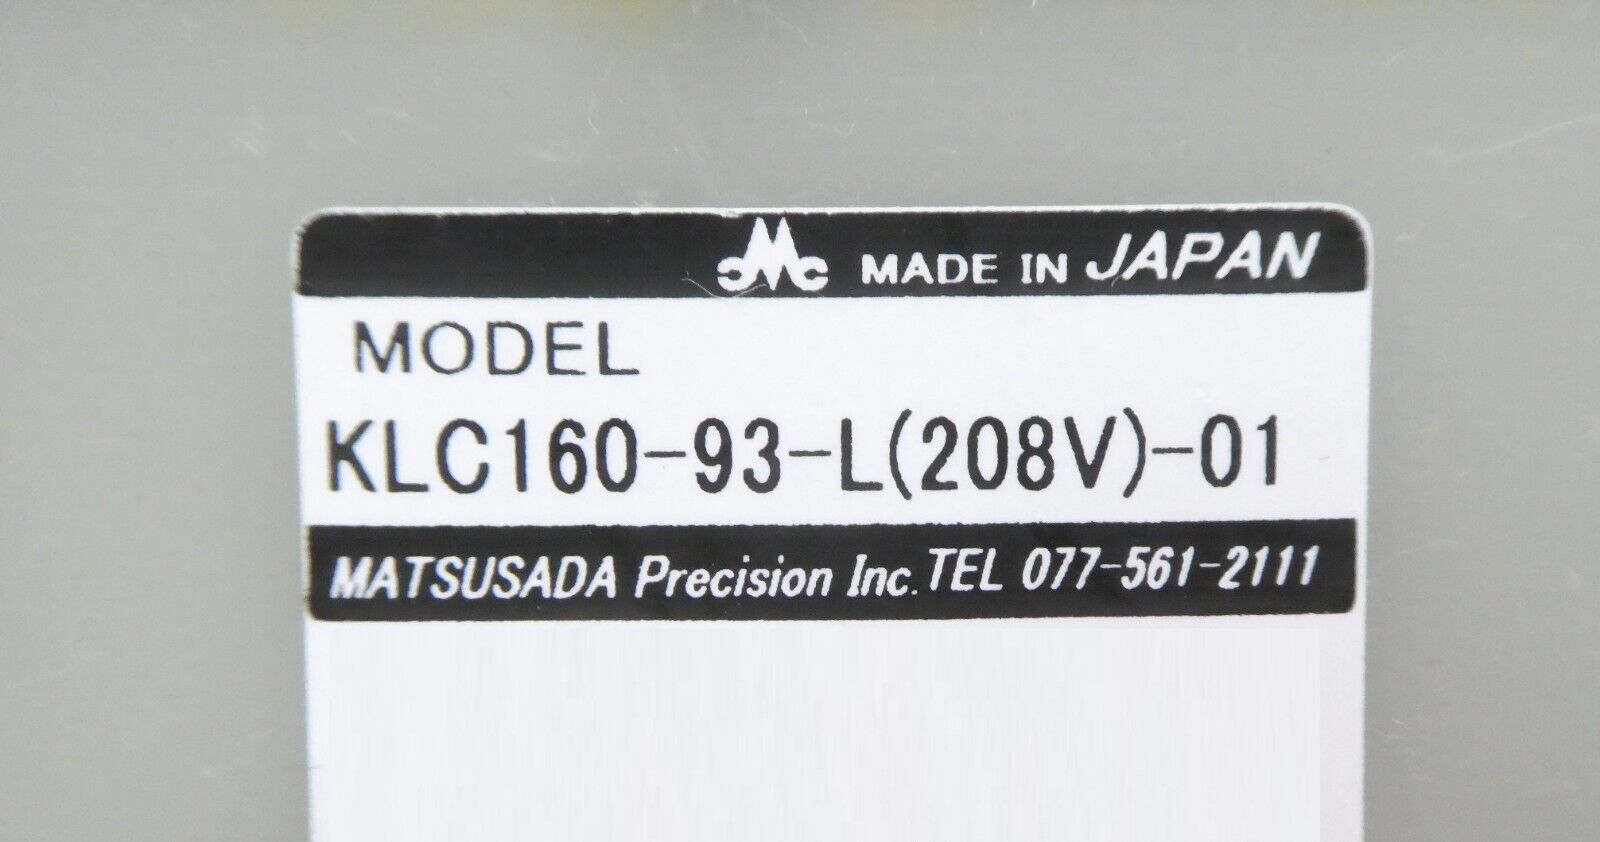 MADE IN JAPAN
MODEL
KLC160-93-L(208V)-01
MATSUSADA Precision Inc. TEL 077-561-2111